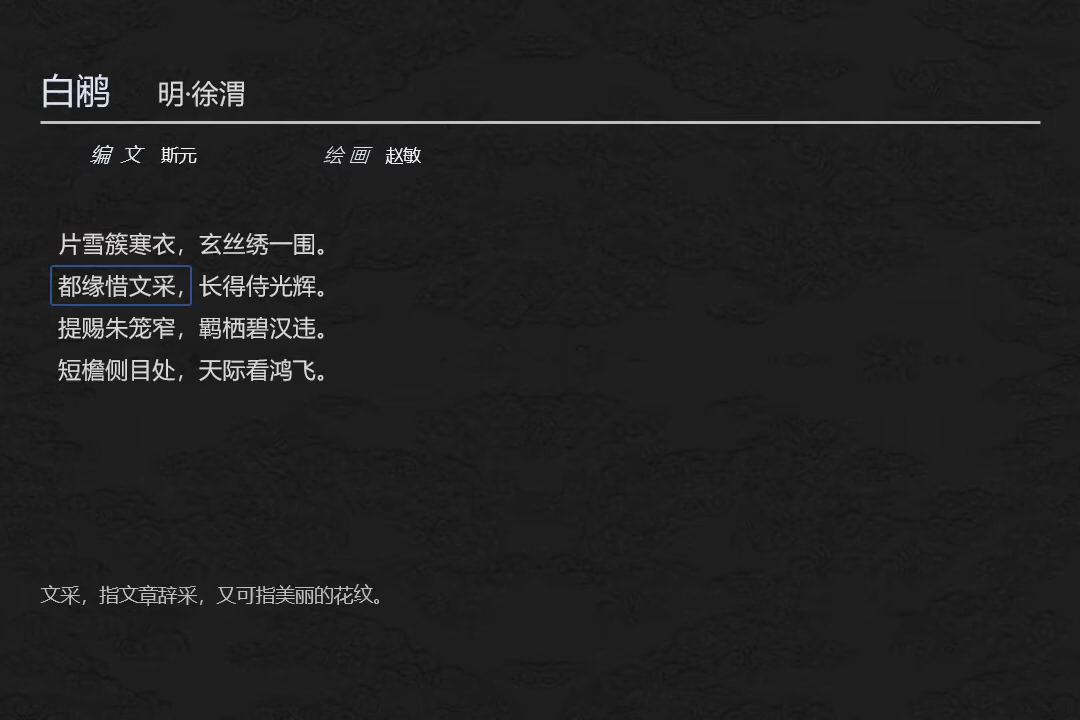 白鹇 明·徐渭
编文 斯元 绘画 赵敏
片雪簇寒衣，玄丝绣一围。
都缘惜文采，长得侍光辉。
提赐朱笼窄，羁栖碧汉违。
短檐侧目处，天际看鸿飞。
文采，指文章辞采，又可指美丽的花纹。